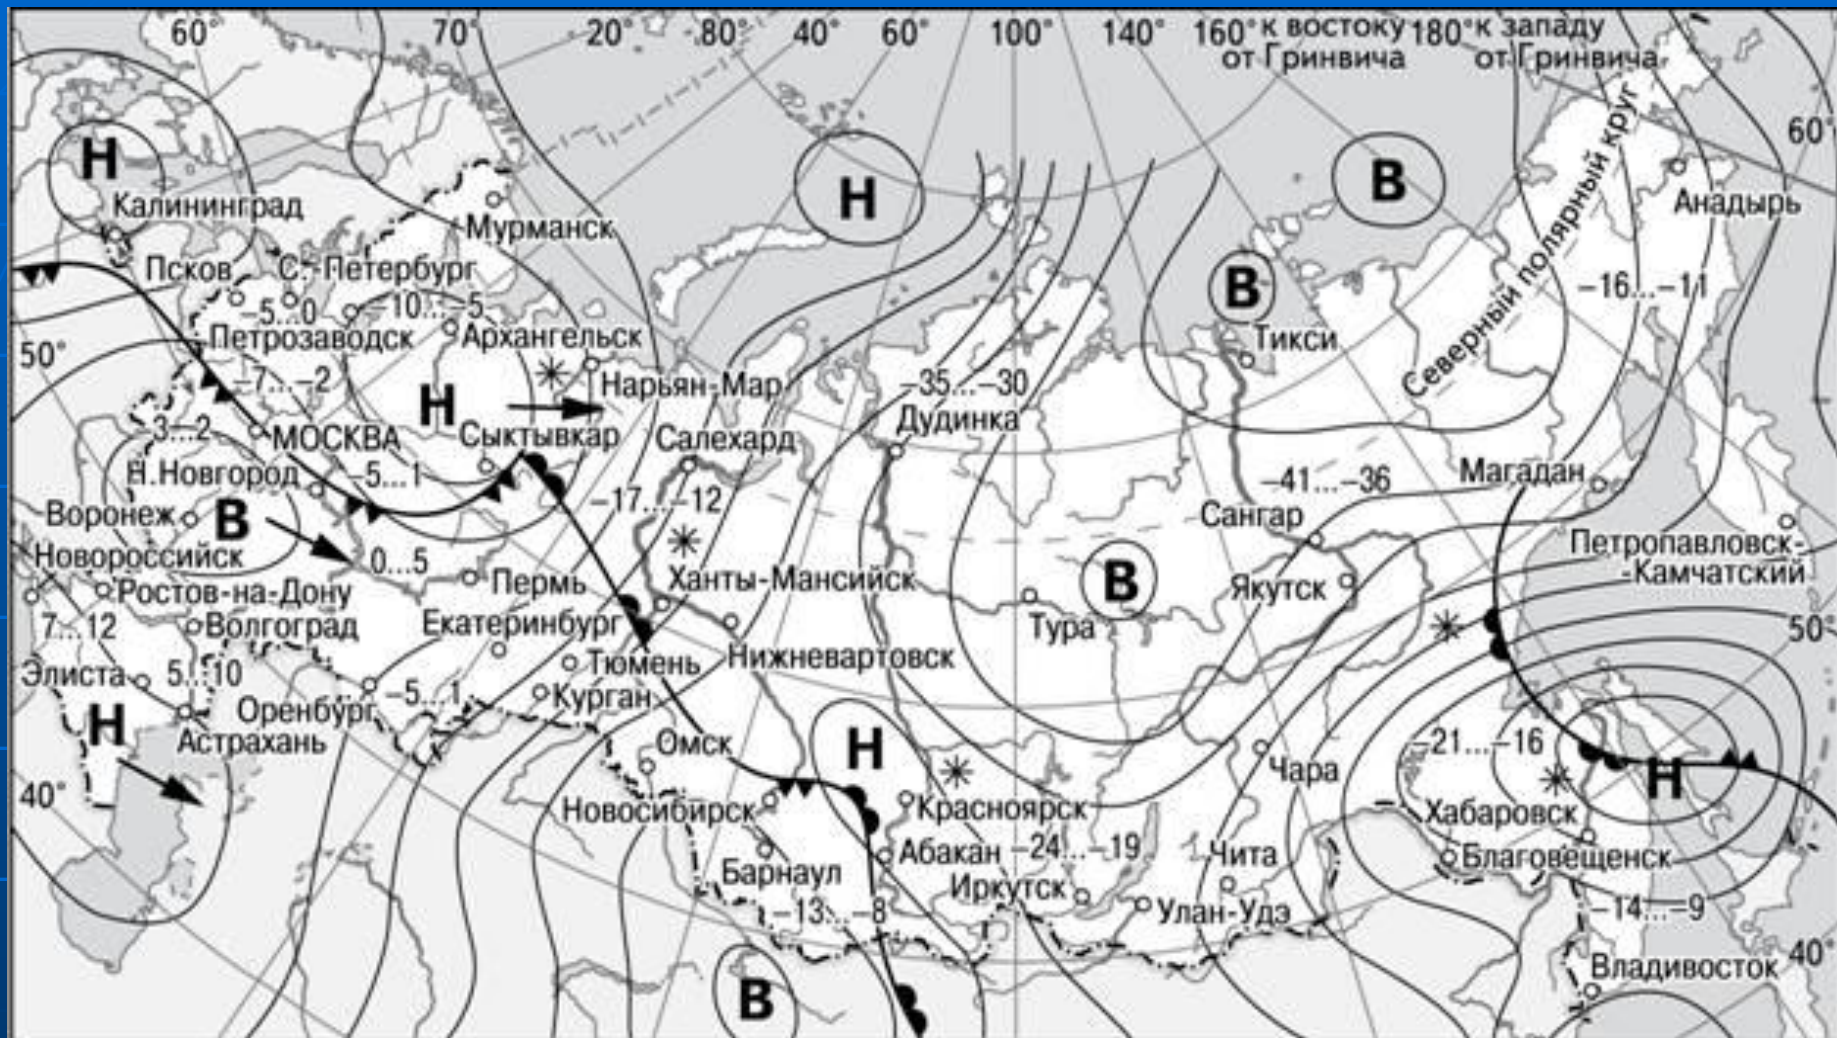 60° 70° 20° 80° 40° 60° 100° 140° 160° к востоку 180° к западу
от Гринвича от Гринвича
60°
Северный полярный круг
Н
Н
В
Калининград
Мурманск
Анадырь
Псков
С.-Петербург
В
–16...–11
–5...0
–10...–5
Петрозаводск
Архангельск
Тикси
50°
–7...–2
Нарьян-Мар
–35...–30
Н
Дудинка
3...2
МОСКВА
Сыктывкар
Салехард
Н.Новгород
–5...1
–17...–12
–41...–36
Магадан
Воронеж
В
Сангар
Новороссийск
0...5
Пермь
Ханты-Мансийск
В
Якутск
Петропавловск-
-Камчатский
Ростов-на-Дону
7...12
Волгоград
Екатеринбург
Тура
50°
Элиста
5...10
Тюмень
Нижневартовск
–5...1
Курган
Н
Оренбург
Астрахань
Омск
Н
–21...–16
Чара
Н
40°
Новосибирск
Красноярск
Хабаровск
Барнаул
Абакан
–24...–19
Чита
Благовещенск
Иркутск
–13...–8
Улан-Удэ
–14...–9
В
Владивосток
40°